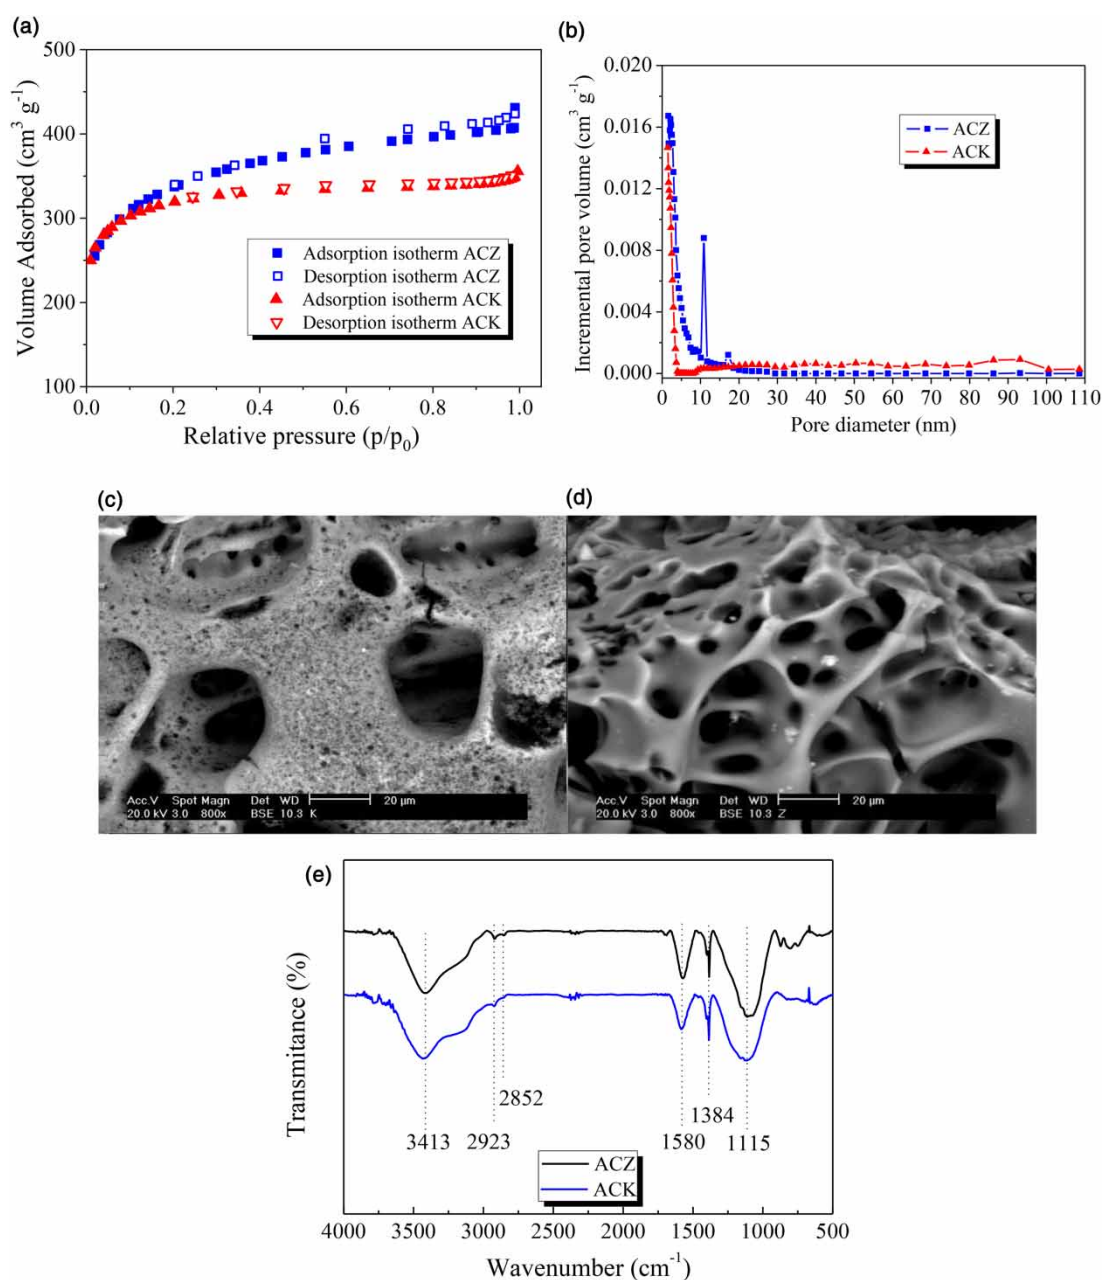 (a)
500
400
300
200
100
Volume Adsorbed (cm³ g⁻¹)
Adsorption isotherm ACZ
Desorption isotherm ACZ
Adsorption isotherm ACK
Desorption isotherm ACK
0.0 0.2 0.4 0.6 0.8 1.0
Relative pressure (p/p₀)
(b)
0.020
0.016
0.012
0.008
0.004
0.000
Incremental pore volume (cm³ g⁻¹)
ACZ
ACK
0 10 20 30 40 50 60 70 80 90 100 110
Pore diameter (nm)
(c)
Acc.V Spot Magn Det WD 20 μm
20.0 kV 3.0 800x BSE 10.3 K
(d)
Acc.V Spot Magn Det WD 20 μm
20.0 kV 3.0 800x BSE 10.3 Z
(e)
Transmitance (%)
2852
1384
3413 2923 1580 1115
ACZ
ACK
4000 3500 3000 2500 2000 1500 1000 500
Wavenumber (cm⁻¹)